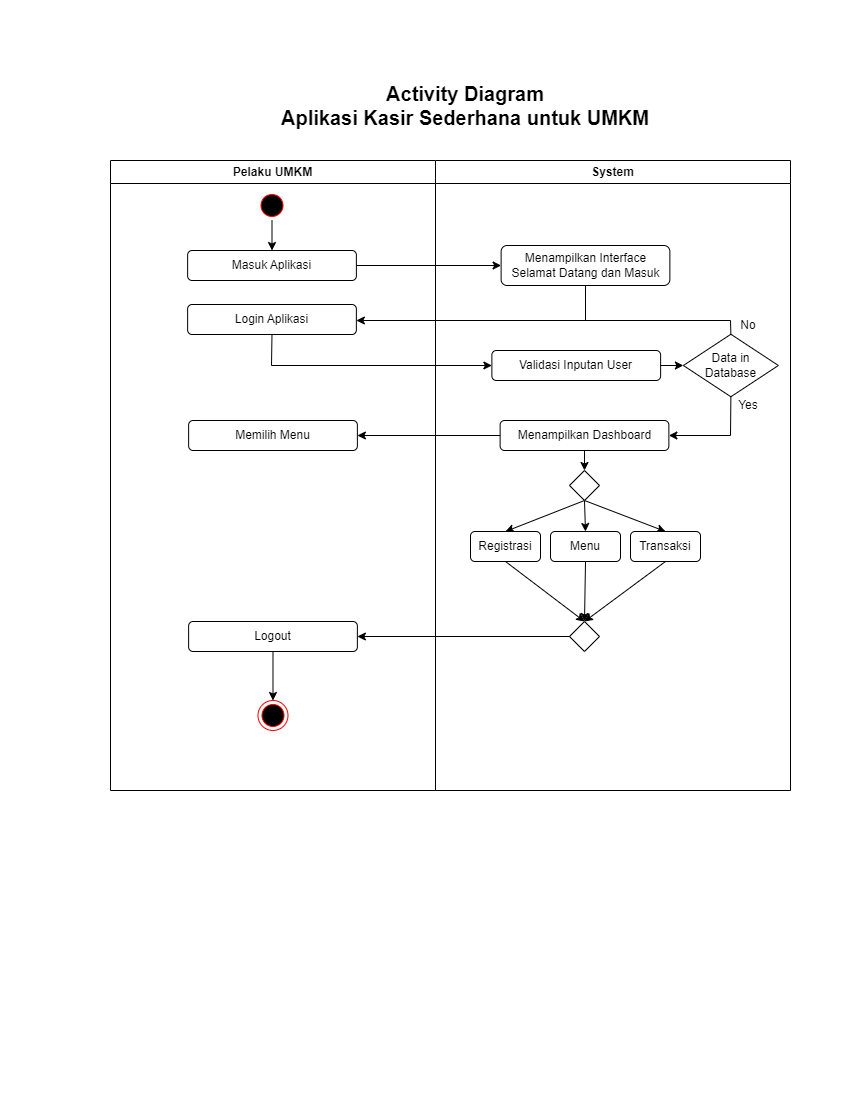 Activity Diagram
Aplikasi Kasir Sederhana untuk UMKM
Pelaku UMKM
System
Masuk Aplikasi
Menampilkan Interface
Selamat Datang dan Masuk
Login Aplikasi
No
Validasi Inputan User
Data in
Database
Yes
Memilih Menu
Menampilkan Dashboard
Registrasi
Menu
Transaksi
Logout